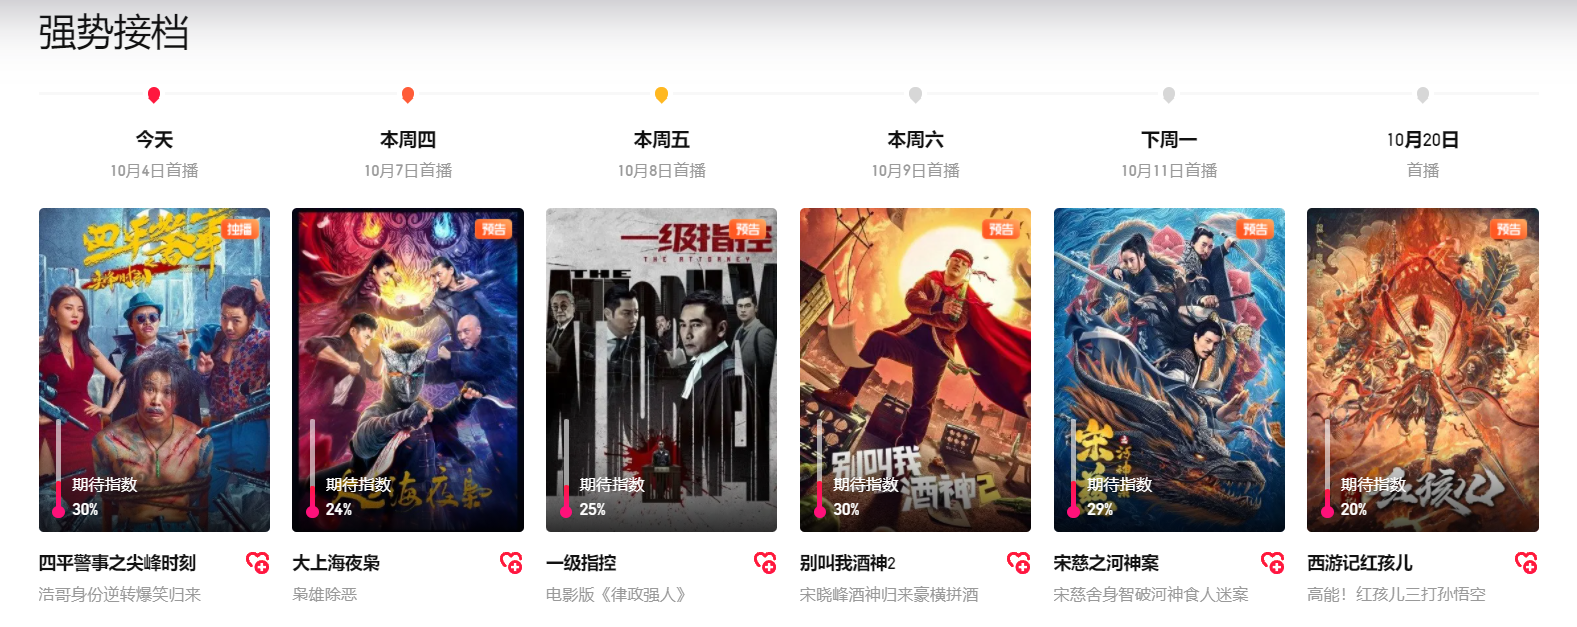 强势接档
今天
10月4日首播
本周四
10月7日首播
本周五
10月8日首播
本周六
10月9日首播
下周一
10月11日首播
10月20日
首播
独播
四平警事
之
尖峰时刻
期待指数
30%
四平警事之尖峰时刻
浩哥身份逆转爆笑归来
预告
大上海夜枭
期待指数
24%
大上海夜枭
枭雄除恶
预告
一级指控
THE ATTORNEY
THE
期待指数
25%
一级指控
电影版《律政强人》
预告
别叫我
酒神2
期待指数
30%
别叫我酒神2
宋晓峰酒神归来豪横拼酒
预告
宋慈
之河神案
期待指数
29%
宋慈之河神案
宋慈舍身智破河神食人迷案
预告
红孩儿
期待指数
20%
西游记红孩儿
高能！红孩儿三打孙悟空